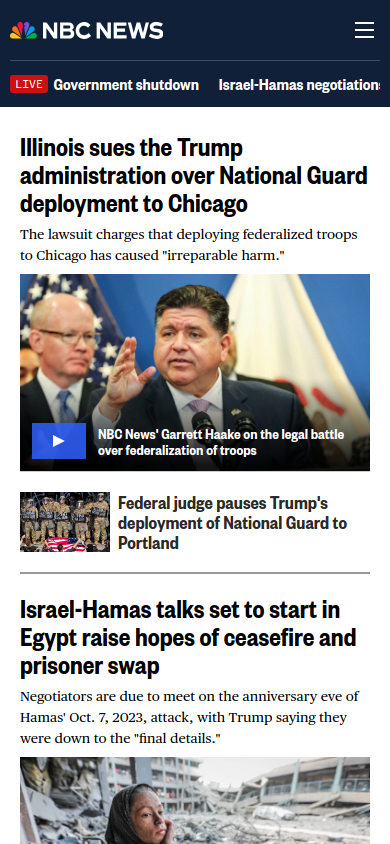 NBC NEWS
LIVE Government shutdown Israel-Hamas negotiations
Illinois sues the Trump
administration over National Guard
deployment to Chicago
The lawsuit charges that deploying federalized troops
to Chicago has caused "irreparable harm."
NBC News' Garrett Haake on the legal battle
over federalization of troops
Federal judge pauses Trump's
deployment of National Guard to
Portland
Israel-Hamas talks set to start in
Egypt raise hopes of ceasefire and
prisoner swap
Negotiators are due to meet on the anniversary eve of
Hamas' Oct. 7, 2023, attack, with Trump saying they
were down to the "final details."